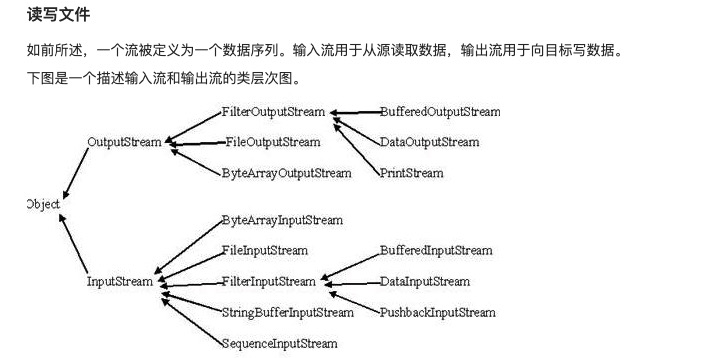 读写文件
如前所述，一个流被定义为一个数据序列。输入流用于从源读取数据，输出流用于向目标写数据。
下图是一个描述输入流和输出流的类层次图。
FilterOutputStream
BufferedOutputStream
OutputStream
FileOutputStream
DataOutputStream
ByteArrayOutputStream
PrintStream
Object
ByteArrayInputStream
FileInputStream
BufferedInputStream
InputStream
FilterInputStream
DataInputStream
StringBufferInputStream
PushbackInputStream
SequenceInputStream